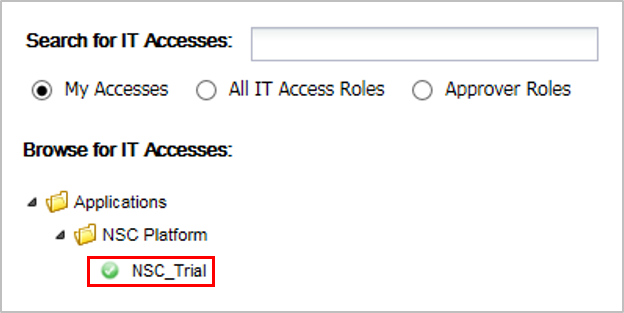 Search for IT Accesses:
My Accesses All IT Access Roles Approver Roles
Browse for IT Accesses:
Applications
NSC Platform
NSC_Trial